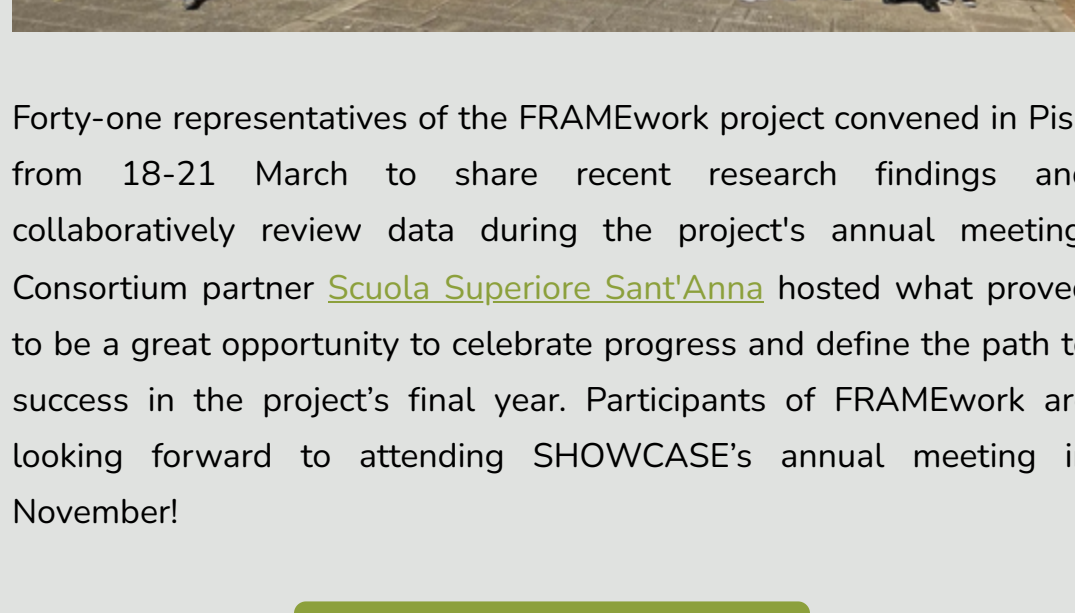 Forty-one representatives of the FRAMEwork project convened in Pis
from 18-21 March to share recent research findings an
collaboratively review data during the project's annual meeting
Consortium partner Scuola Superiore Sant'Anna hosted what prove
to be a great opportunity to celebrate progress and define the path t
success in the project’s final year. Participants of FRAMEwork ar
looking forward to attending SHOWCASE’s annual meeting i
November!